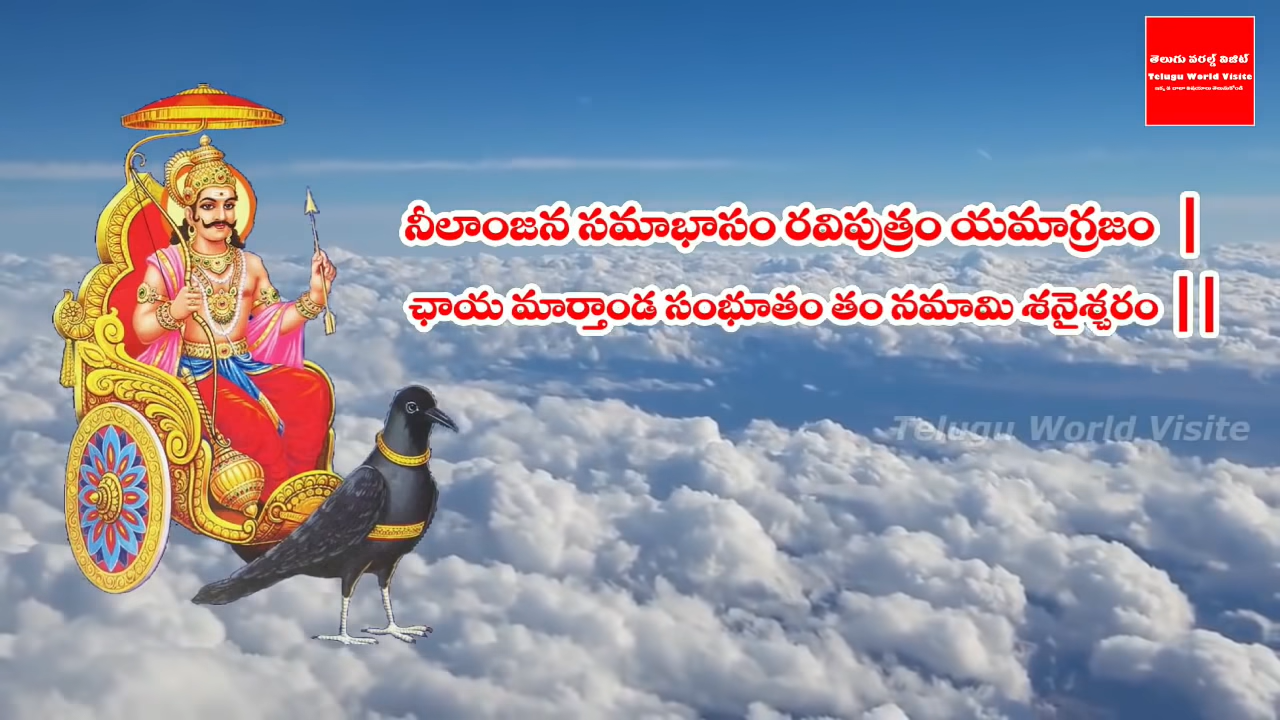 తెలుగు వరల్డ్ విజిట్
Telugu World Visite
నీలాంజన సమాభాసం రవిపుత్రం యమాగ్రజం |
ఛాయ మార్తాండ సంభూతం తం నమామి శనైశ్చరం ||
Telugu World Visite